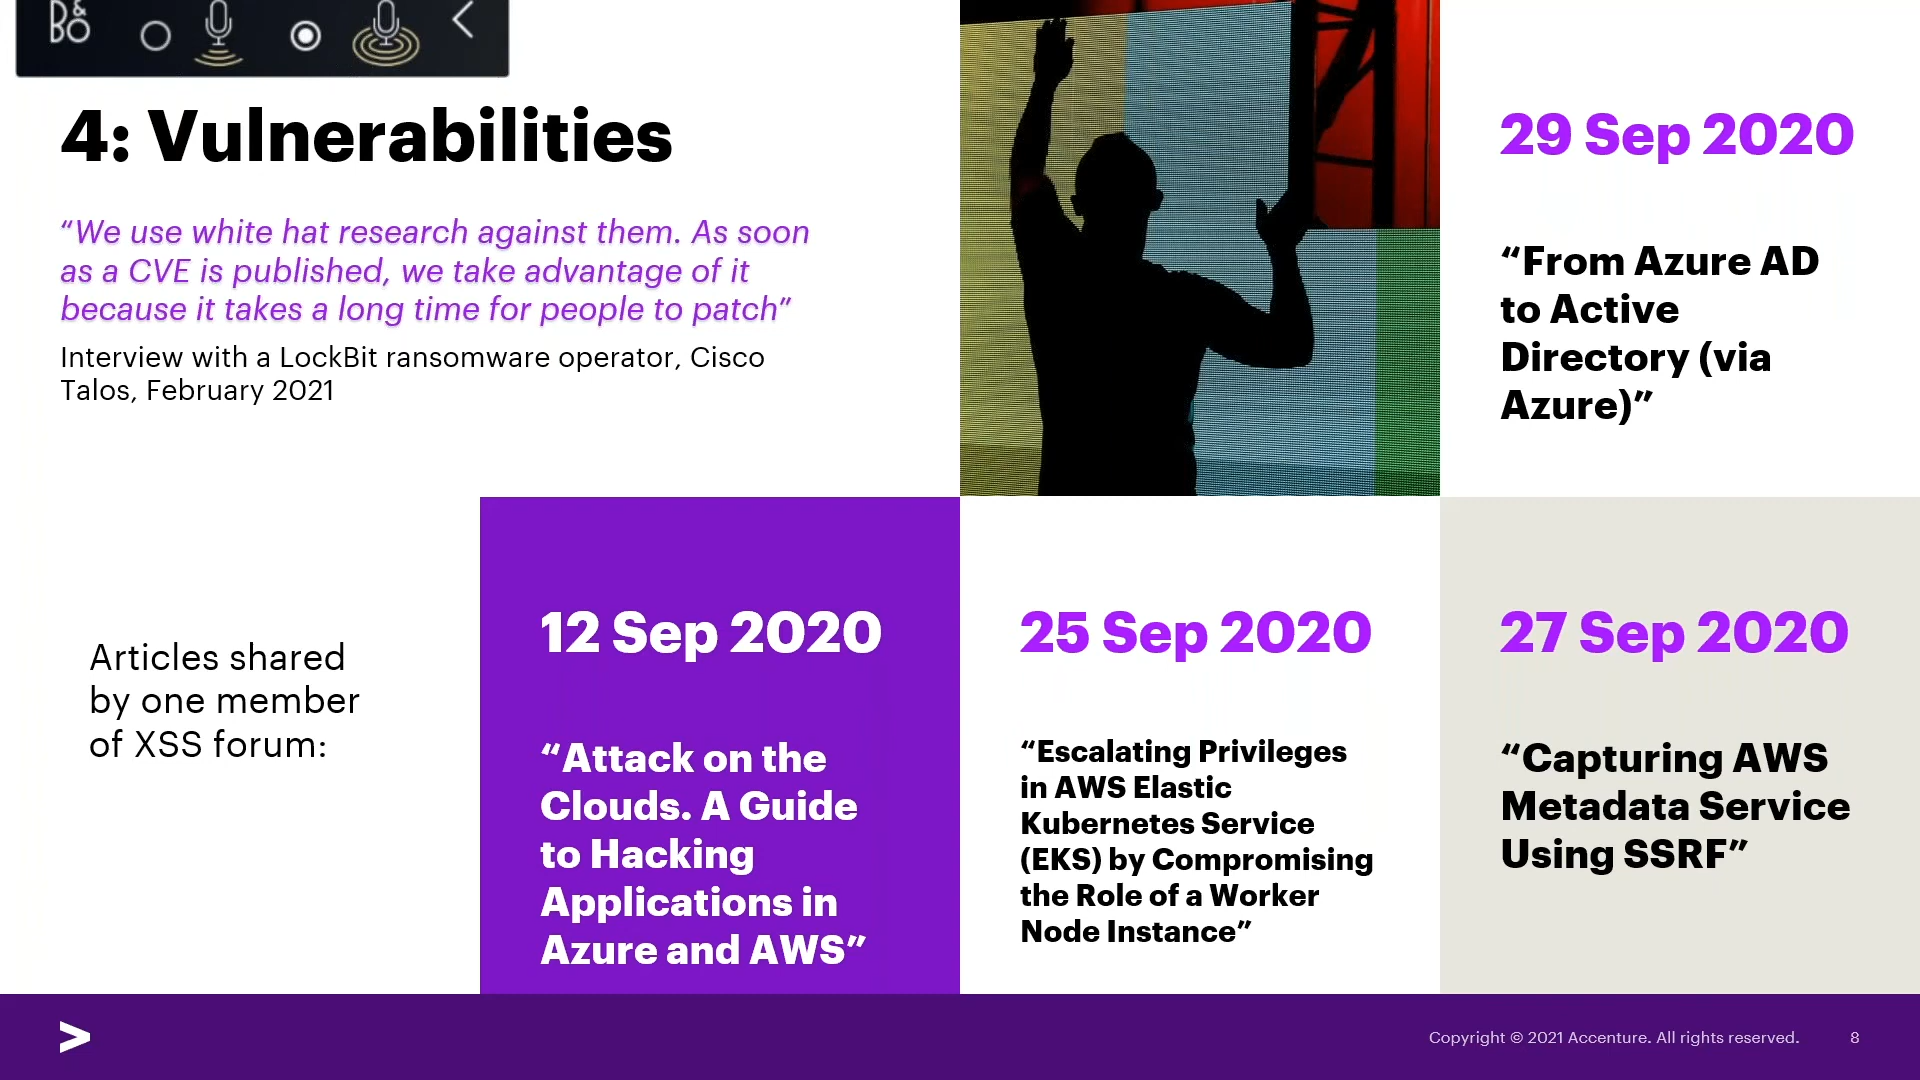 B&O
4: Vulnerabilities
“We use white hat research against them. As soon
as a CVE is published, we take advantage of it
because it takes a long time for people to patch”
Interview with a LockBit ransomware operator, Cisco
Talos, February 2021
29 Sep 2020
“From Azure AD
to Active
Directory (via
Azure)”
Articles shared
by one member
of XSS forum:
12 Sep 2020
“Attack on the
Clouds. A Guide
to Hacking
Applications in
Azure and AWS”
25 Sep 2020
“Escalating Privileges
in AWS Elastic
Kubernetes Service
(EKS) by Compromising
the Role of a Worker
Node Instance”
27 Sep 2020
“Capturing AWS
Metadata Service
Using SSRF”
Copyright © 2021 Accenture. All rights reserved.
8